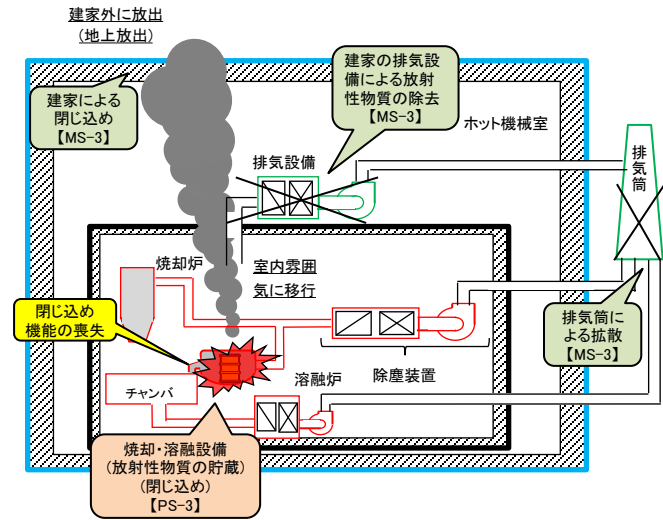 建家外に放出
(地上放出)
建家による
閉じ込め
【MS-3】
建家の排気設
備による放射
性物質の除去
【MS-3】
ホット機械室
排気設備
排気筒
焼却炉
室内雰囲
気に移行
閉じ込め
機能の喪失
排気筒に
よる拡散
【MS-3】
チャンバ
溶融炉
除塵装置
焼却・溶融設備
(放射性物質の貯蔵)
(閉じ込め)
【PS-3】